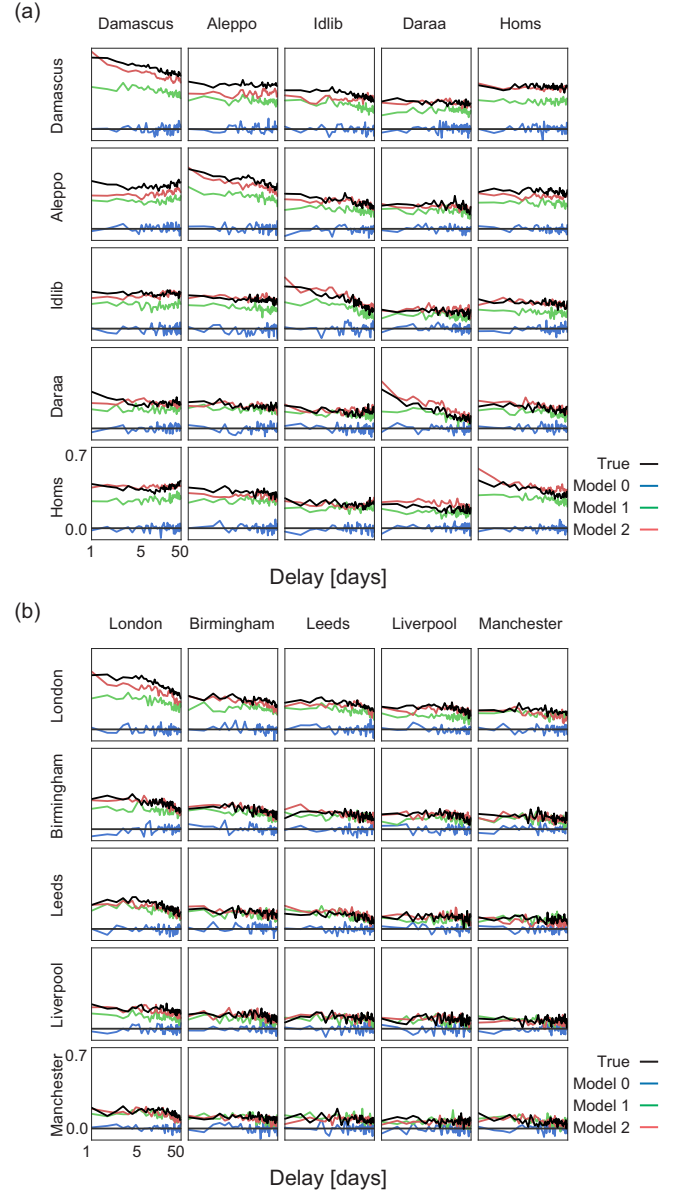 (a)
Damascus Aleppo Idlib Daraa Homs
Damascus
Aleppo
Idlib
Daraa
Homs
0.7
0.0
1 5 50
True
Model 0
Model 1
Model 2
Delay [days]
(b)
London Birmingham Leeds Liverpool Manchester
London
Birmingham
Leeds
Liverpool
Manchester
0.7
0.0
1 5 50
True
Model 0
Model 1
Model 2
Delay [days]